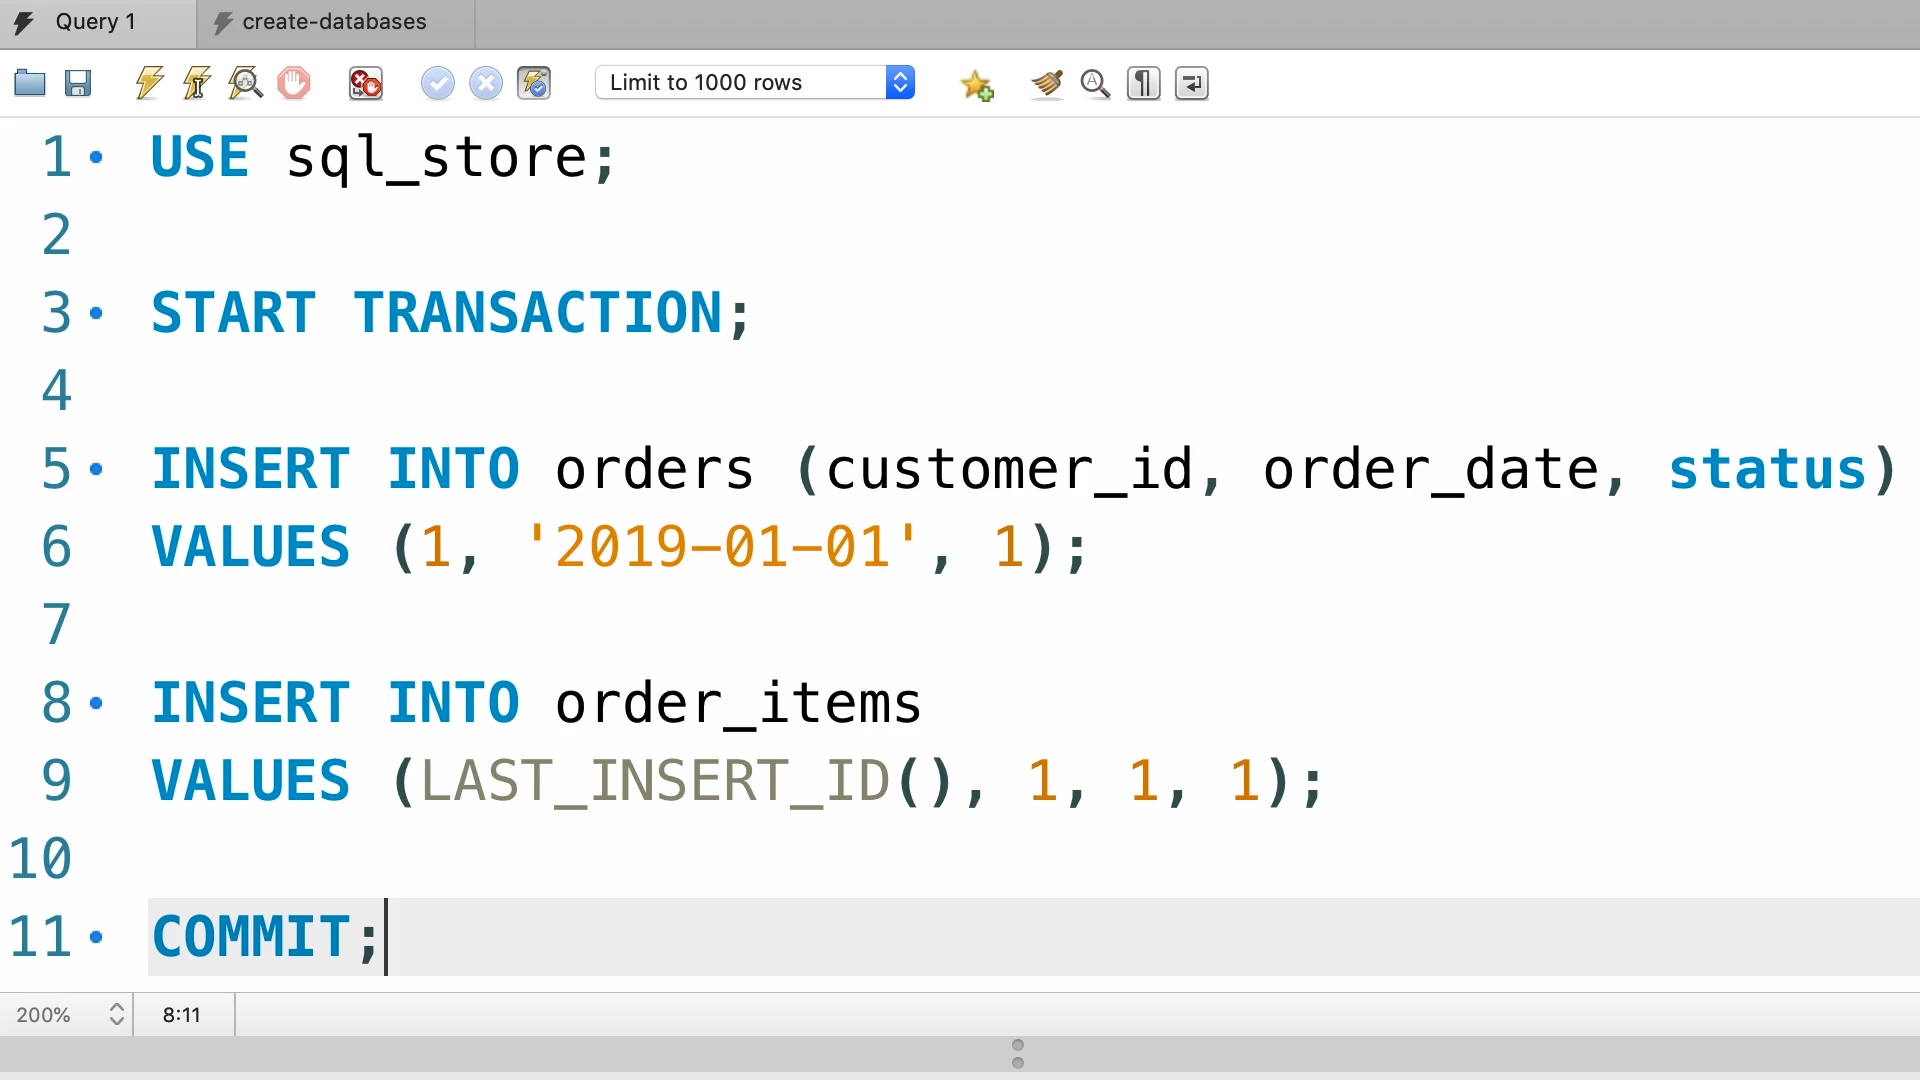 Query 1
create-databases
Limit to 1000 rows
1 USE sql_store;
2
3 START TRANSACTION;
4
5 INSERT INTO orders (customer_id, order_date, status)
6 VALUES (1, '2019-01-01', 1);
7
8 INSERT INTO order_items
9 VALUES (LAST_INSERT_ID(), 1, 1, 1);
10
11 COMMIT;
200%
8:11